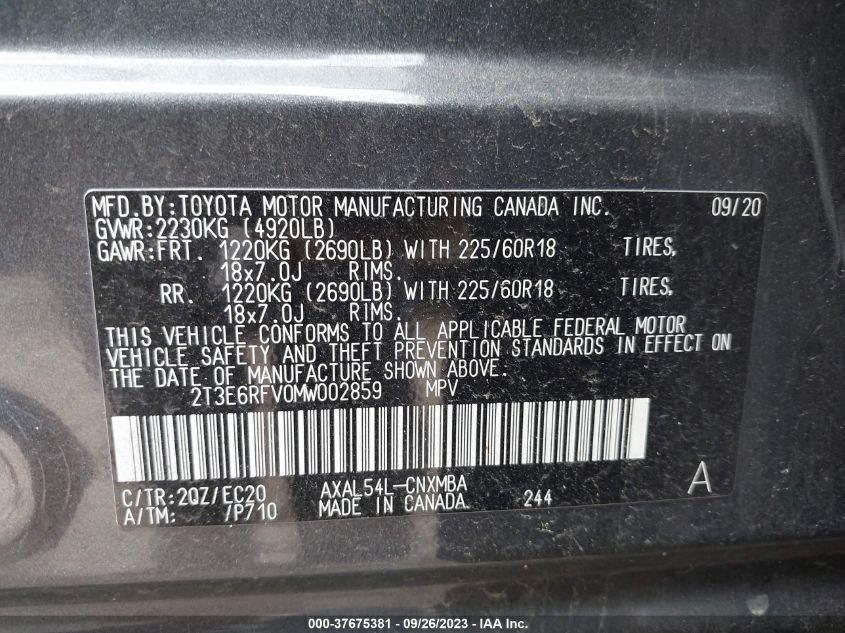 MFD.BY:TOYOTA MOTOR MANUFACTURING CANADA INC. 09/20
GVWR:2230KG (4920LB)
GAWR:FRT. 1220KG (2690LB) WITH 225/60R18 TIRES,
18x7.0J RIMS.
RR. 1220KG (2690LB) WITH 225/60R18 TIRES,
18x7.0J RIMS.
THIS VEHICLE CONFORMS TO ALL APPLICABLE FEDERAL MOTOR
VEHICLE SAFETY AND THEFT PREVENTION STANDARDS IN EFFECT ON
THE DATE OF MANUFACTURE SHOWN ABOVE.
2T3E6RFV0MW002859 MPV
C/TR:2QZ/EC20 AXAL54L-CNXMBA A
A/TM: /P710 MADE IN CANADA. 244
000-37675381 - 09/26/2023 - IAA Inc.